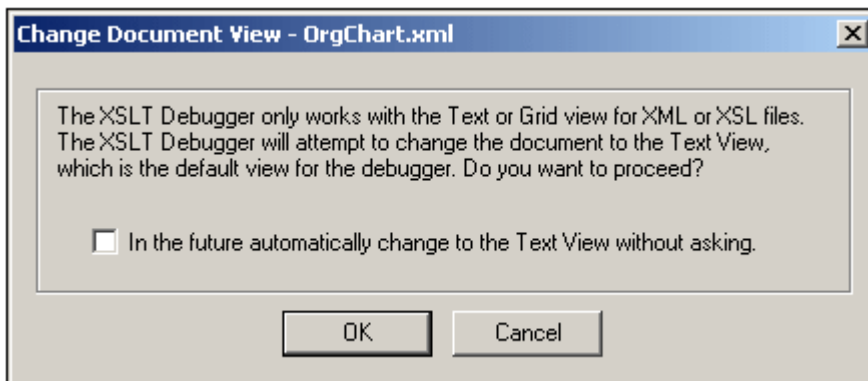 Change Document View - OrgChart.xml
The XSLT Debugger only works with the Text or Grid view for XML or XSL files.
The XSLT Debugger will attempt to change the document to the Text View,
which is the default view for the debugger. Do you want to proceed?
In the future automatically change to the Text View without asking.
OK
Cancel